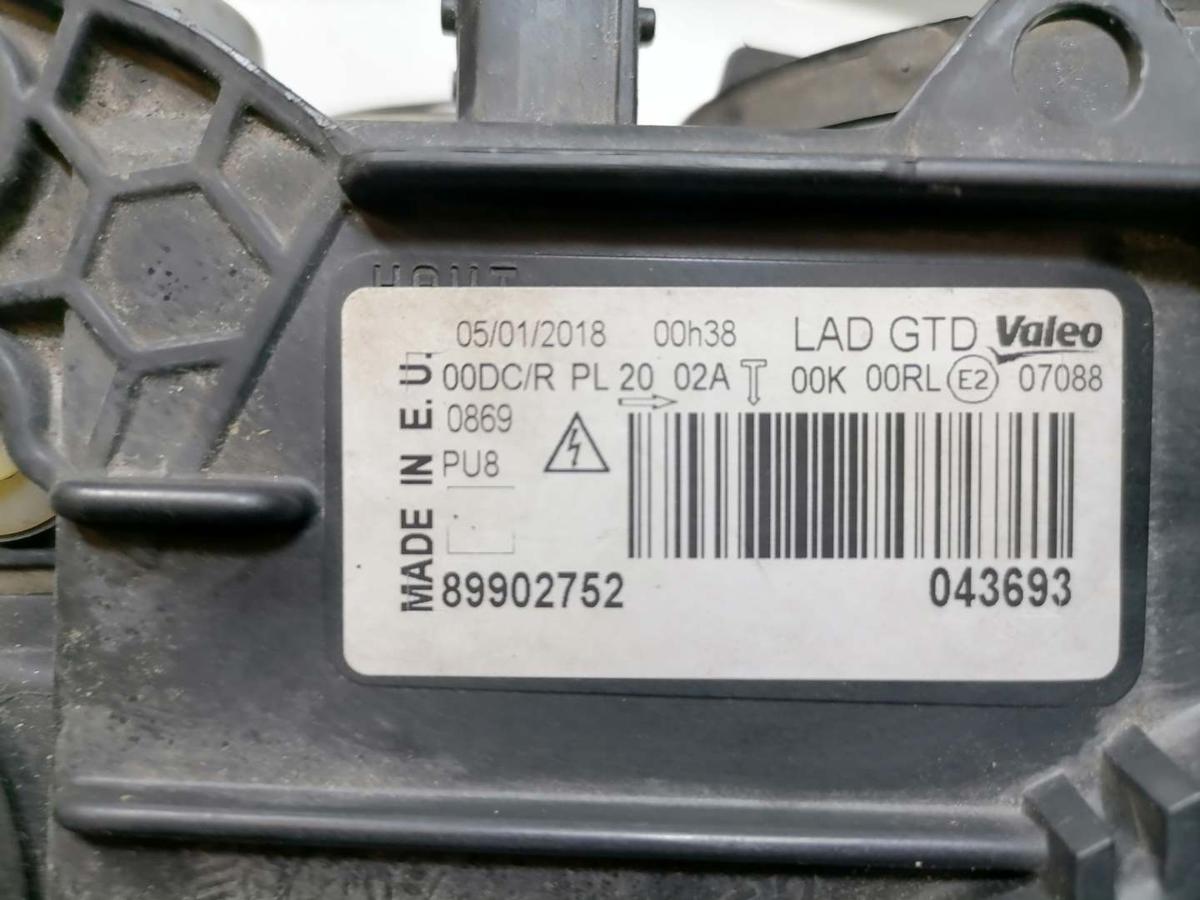 HAUT
05/01/2018 00h38 LAD GTD Valeo
00DC/R PL 20 02A 00K 00RL E2 07088
0869
PU8
MADE IN E. U.
89902752 043693